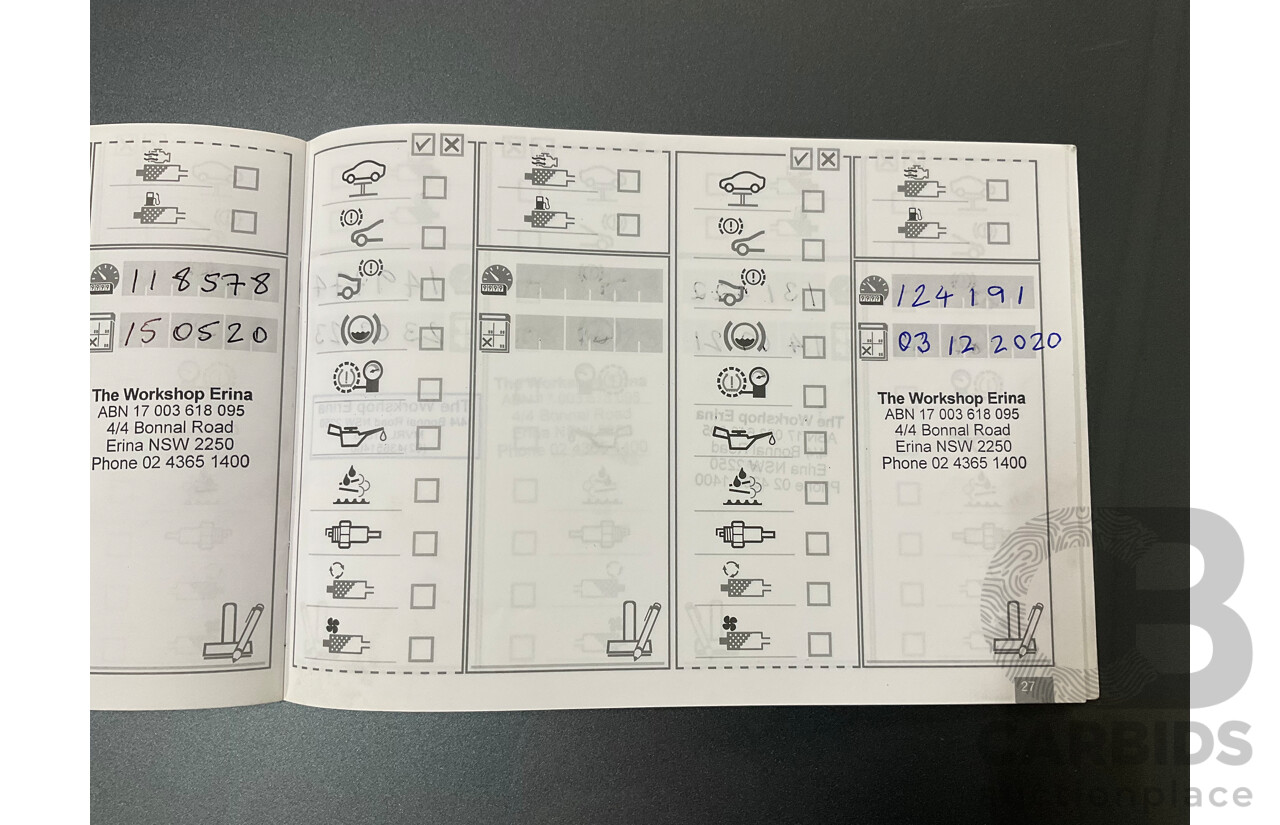 118578
150520
The Workshop Erina
ABN 17 003 618 095
4/4 Bonnal Road
Erina NSW 2250
Phone 02 4365 1400
124191
03 12 2020
The Workshop Erina
ABN 17 003 618 095
4/4 Bonnal Road
Erina NSW 2250
Phone 02 4365 1400
27
CARBIDS
auctionplace